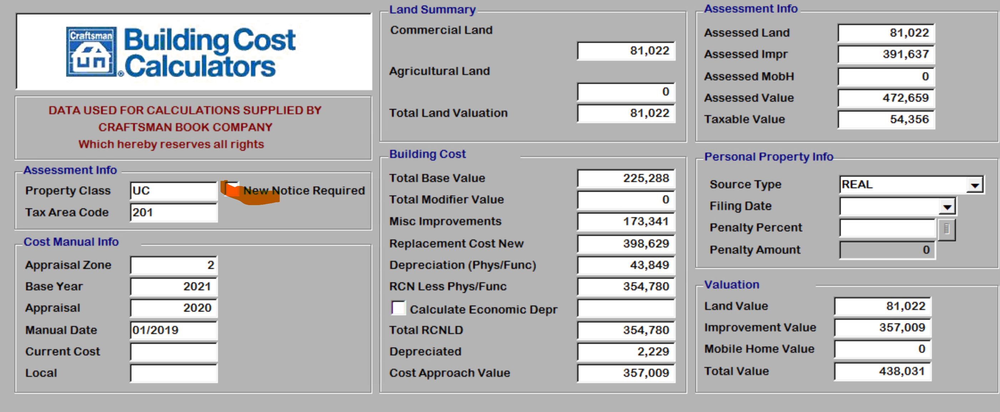 Craftsman
Building Cost
Calculators
®
DATA USED FOR CALCULATIONS SUPPLIED BY
CRAFTSMAN BOOK COMPANY
Which hereby reserves all rights
Assessment Info
Property Class UC New Notice Required
Tax Area Code 201
Cost Manual Info
Appraisal Zone 2
Base Year 2021
Appraisal 2020
Manual Date 01/2019
Current Cost
Local
Land Summary
Commercial Land
81,022
Agricultural Land
0
Total Land Valuation 81,022
Building Cost
Total Base Value 225,288
Total Modifier Value 0
Misc Improvements 173,341
Replacement Cost New 398,629
Depreciation (Phys/Func) 43,849
RCN Less Phys/Func 354,780
Calculate Economic Depr
Total RCNLD 354,780
Depreciated 2,229
Cost Approach Value 357,009
Assessment Info
Assessed Land 81,022
Assessed Impr 391,637
Assessed MobH 0
Assessed Value 472,659
Taxable Value 54,356
Personal Property Info
Source Type REAL
Filing Date
Penalty Percent
Penalty Amount 0
Valuation
Land Value 81,022
Improvement Value 357,009
Mobile Home Value 0
Total Value 438,031